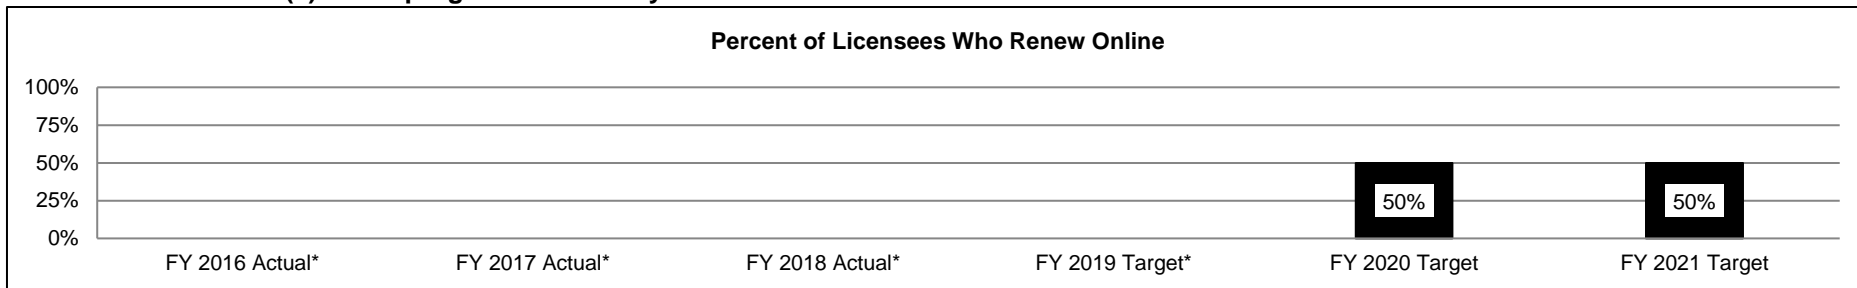 Percent of Licensees Who Renew Online
100%
75%
50%
25%
0%
50%
50%
FY 2016 Actual*
FY 2017 Actual*
FY 2018 Actual*
FY 2019 Target*
FY 2020 Target
FY 2021 Target